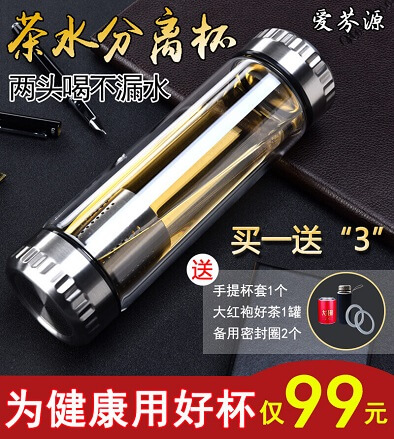 茶水分离杯
爱芬源
两头喝不漏水
买一送“3”
送
手提杯套1个
大红袍好茶1罐
备用密封圈2个
为健康用好杯仅99元